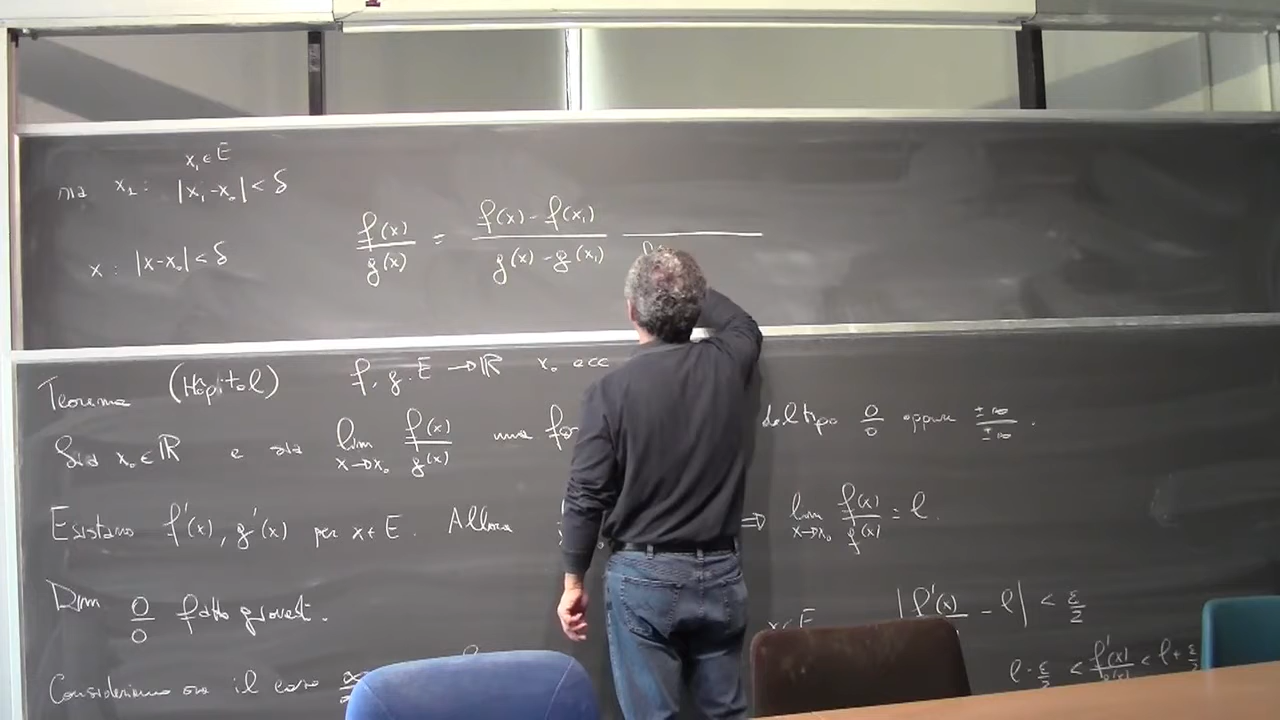 sia x₁ : x₁ ∈ E |x₁ - x₀| < δ
x : |x - x₀| < δ
f(x)/g(x) = (f(x) - f(x₁))/(g(x) - g(x₁))
Teorema (Hôpital) f, g : E → ℝ x₀ acc
Sia x₀ ∈ ℝ e sia lim x→x₀ f(x)/g(x) una del tipo 0/0 oppure ±∞/±∞ .
Esistano f'(x), g'(x) per x ∈ E . Allora ⇒ lim x→x₀ f(x)/g(x) = l .
Dim 0/0 fatto giovedì .
x ∈ E |f'(x) - l| < ε/2
Consideriamo ora il caso
l - ε/2 < f'(x)/g'(x) < l + ε/2